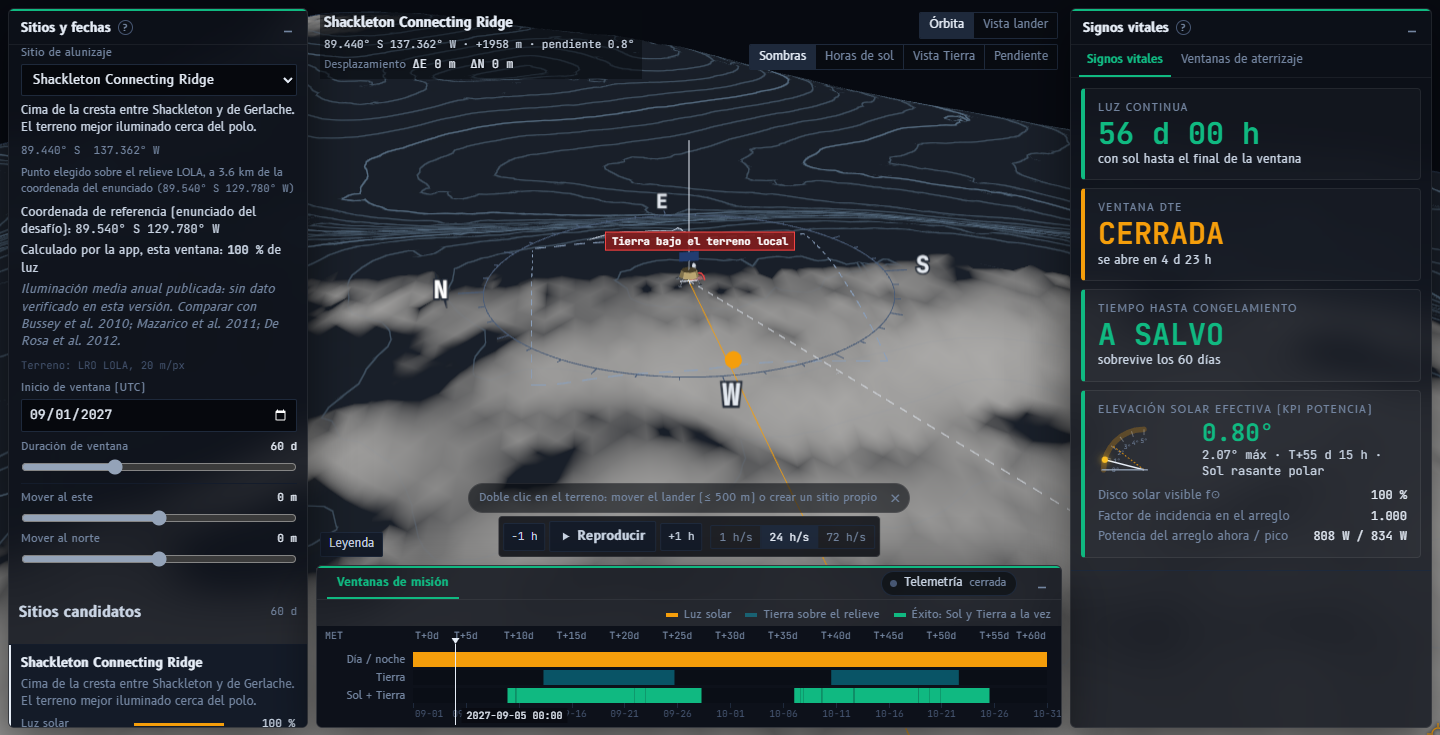 Sitios y fechas ?
Sitio de alunizaje
Shackleton Connecting Ridge
Cima de la cresta entre Shackleton y de Gerlache.
El terreno mejor iluminado cerca del polo.
89.440° S 137.362° W
Punto elegido sobre el relieve LOLA, a 3.6 km de la
coordenada del enunciado (89.540° S 129.780° W)
Coordenada de referencia [enunciado del
desafío]: 89.540° S 129.780° W
Calculado por la app, esta ventana: 100 % de
luz
Iluminación media anual publicada: sin dato
verificado en esta versión. Comparar con
Bussey et al. 2010; Mazarico et al. 2011; De
Rosa et al. 2012.
Terreno: LRO LOLA, 20 m/px
Inicio de ventana [UTC]
09/01/2027
Duración de ventana 60 d
Mover al este 0 m
Mover al norte 0 m
Sitios candidatos 60 d
Shackleton Connecting Ridge
Cima de la cresta entre Shackleton y de Gerlache.
El terreno mejor iluminado cerca del polo.
Luz solar 100 %
Shackleton Connecting Ridge
89.440° S 137.362° W · +1958 m · pendiente 0.8°
Desplazamiento ΔE 0 m ΔN 0 m
Órbita Vista lander
Sombras Horas de sol Vista Tierra Pendiente
E
Tierra bajo el terreno local
S
N
W
Doble clic en el terreno: mover el lander [≤ 500 m] o crear un sitio propio ×
-1 h ▸ Reproducir +1 h 1 h/s 24 h/s 72 h/s
Leyenda
Ventanas de misión
Telemetría cerrada
Luz solar Tierra sobre el relieve Éxito: Sol y Tierra a la vez
MET T+0d T+5d T+10d T+15d T+20d T+25d T+30d T+35d T+40d T+45d T+50d T+55d T+60d
Día / noche
Tierra
Sol + Tierra
09-01 2027-09-05 00:00 -16 09-21 09-26 10-01 10-06 10-11 10-16 10-21 10-26 10-31
Signos vitales ?
Signos vitales Ventanas de aterrizaje
LUZ CONTINUA
56 d 00 h
con sol hasta el final de la ventana
VENTANA DTE
CERRADA
se abre en 4 d 23 h
TIEMPO HASTA CONGELAMIENTO
A SALVO
sobrevive los 60 días
ELEVACIÓN SOLAR EFECTIVA [KPI POTENCIA]
0.80°
2.07° máx · T+55 d 15 h ·
Sol rasante polar
Disco solar visible f⊙ 100 %
Factor de incidencia en el arreglo 1.000
Potencia del arreglo ahora / pico 808 W / 834 W